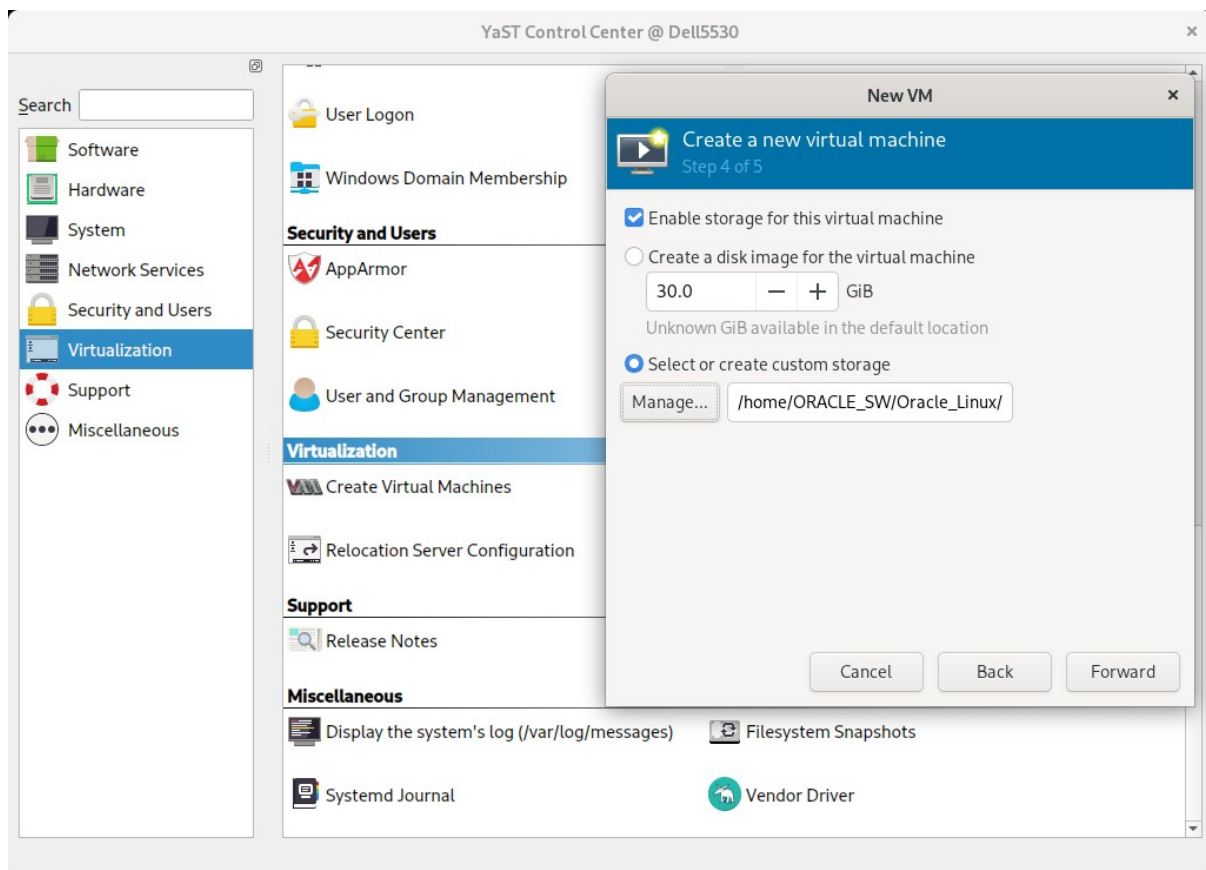 YaST Control Center @ Dell5530
Search
Software
Hardware
System
Network Services
Security and Users
Virtualization
Support
Miscellaneous
User Logon
Windows Domain Membership
Security and Users
AppArmor
Security Center
User and Group Management
Virtualization
Create Virtual Machines
Relocation Server Configuration
Support
Release Notes
Miscellaneous
Display the system's log (/var/log/messages)
Filesystem Snapshots
Systemd Journal
Vendor Driver
New VM
Create a new virtual machine
Step 4 of 5
Enable storage for this virtual machine
Create a disk image for the virtual machine
30.0 − + GiB
Unknown GiB available in the default location
Select or create custom storage
Manage... /home/ORACLE_SW/Oracle_Linux/
Cancel Back Forward